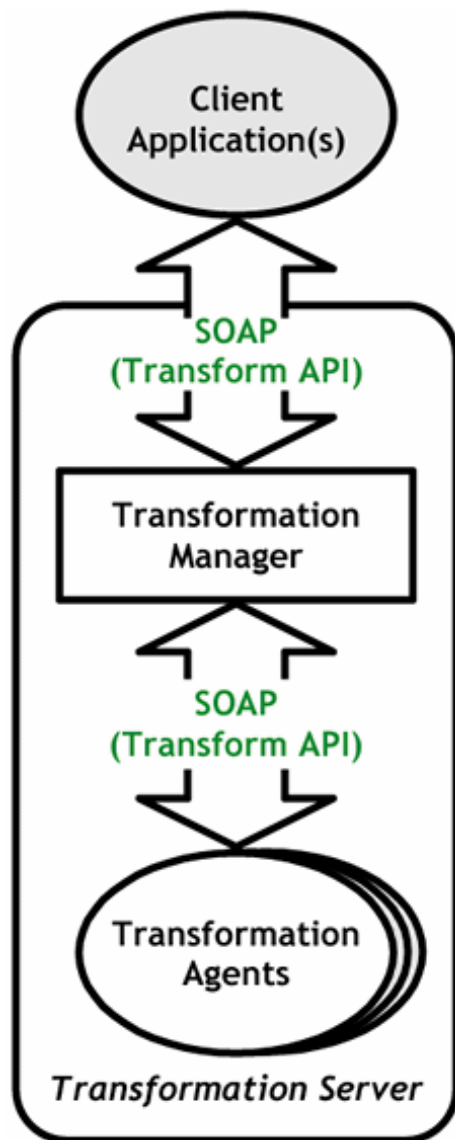 Client
Application(s)
SOAP
(Transform API)
Transformation
Manager
SOAP
(Transform API)
Transformation
Agents
Transformation Server